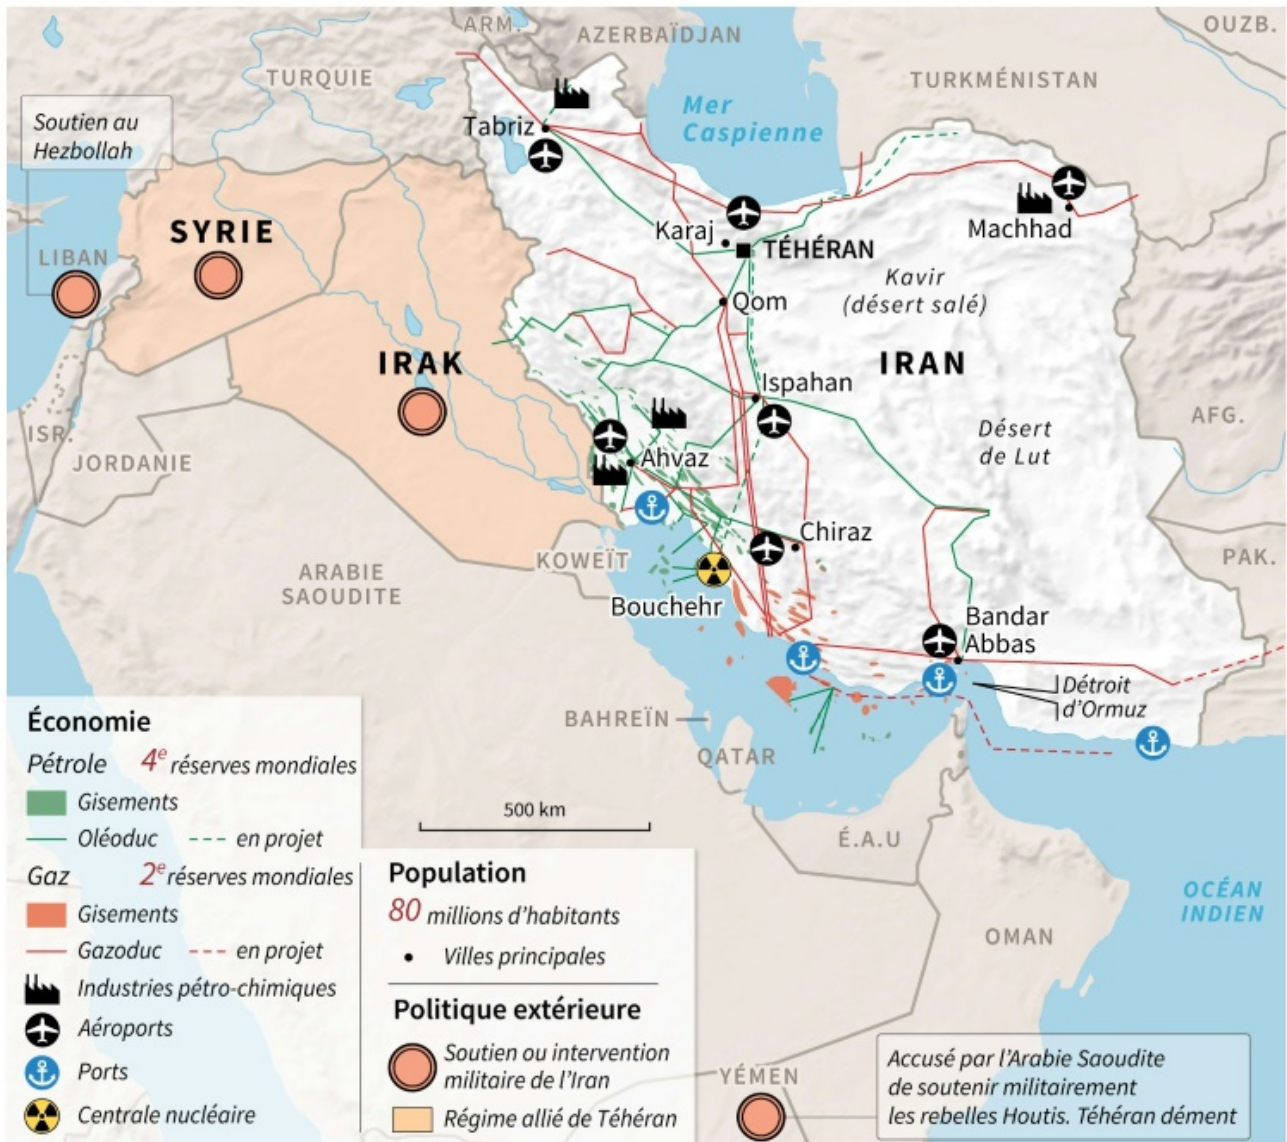 ARM.
AZERBAÏDJAN
OUZB.
TURQUIE
TURKMÉNISTAN
Soutien au
Hezbollah
Mer
Caspienne
Tabriz
SYRIE
LIBAN
Karaj
TÉHÉRAN
Machhad
Kavir
(désert salé)
Qom
IRAK
IRAN
Ispahan
ISR.
JORDANIE
AFG.
Désert
de Lut
Ahvaz
KOWEÏT
Chiraz
PAK.
ARABIE
SAOUDITE
Bouchehr
Bandar
Abbas
Détroit
d'Ormuz
BAHREÏN
QATAR
É.A.U
OMAN
OCÉAN
INDIEN
500 km
Économie
Pétrole 4e réserves mondiales
Gisements
Oléoduc en projet
Gaz 2e réserves mondiales
Gisements
Gazoduc en projet
Industries pétro-chimiques
Aéroports
Ports
Centrale nucléaire
Population
80 millions d'habitants
Villes principales
Politique extérieure
Soutien ou intervention
militaire de l'Iran
Régime allié de Téhéran
YÉMEN
Accusé par l'Arabie Saoudite
de soutenir militairement
les rebelles Houtis. Téhéran dément